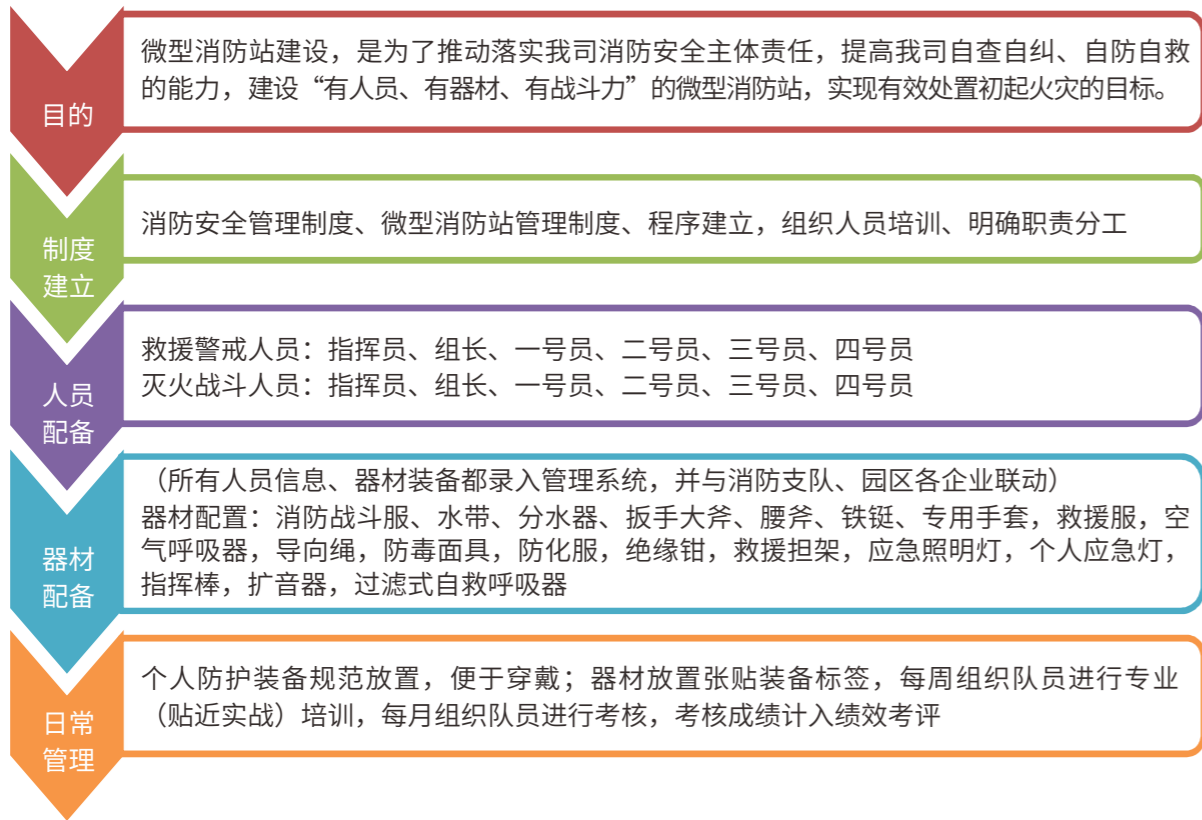 目的
微型消防站建设，是为了推动落实我司消防安全主体责任，提高我司自查自纠、自防自救
的能力，建设“有人员、有器材、有战斗力”的微型消防站，实现有效处置初起火灾的目标。
制度
建立
消防安全管理制度、微型消防站管理制度、程序建立，组织人员培训、明确职责分工
人员
配备
救援警戒人员：指挥员、组长、一号员、二号员、三号员、四号员
灭火战斗人员：指挥员、组长、一号员、二号员、三号员、四号员
器材
配备
（所有人员信息、器材装备都录入管理系统，并与消防支队、园区各企业联动）
器材配置：消防战斗服、水带、分水器、扳手大斧、腰斧、铁铤、专用手套，救援服，空
气呼吸器，导向绳，防毒面具，防化服，绝缘钳，救援担架，应急照明灯，个人应急灯，
指挥棒，扩音器，过滤式自救呼吸器
日常
管理
个人防护装备规范放置，便于穿戴；器材放置张贴装备标签，每周组织队员进行专业
（贴近实战）培训，每月组织队员进行考核，考核成绩计入绩效考评